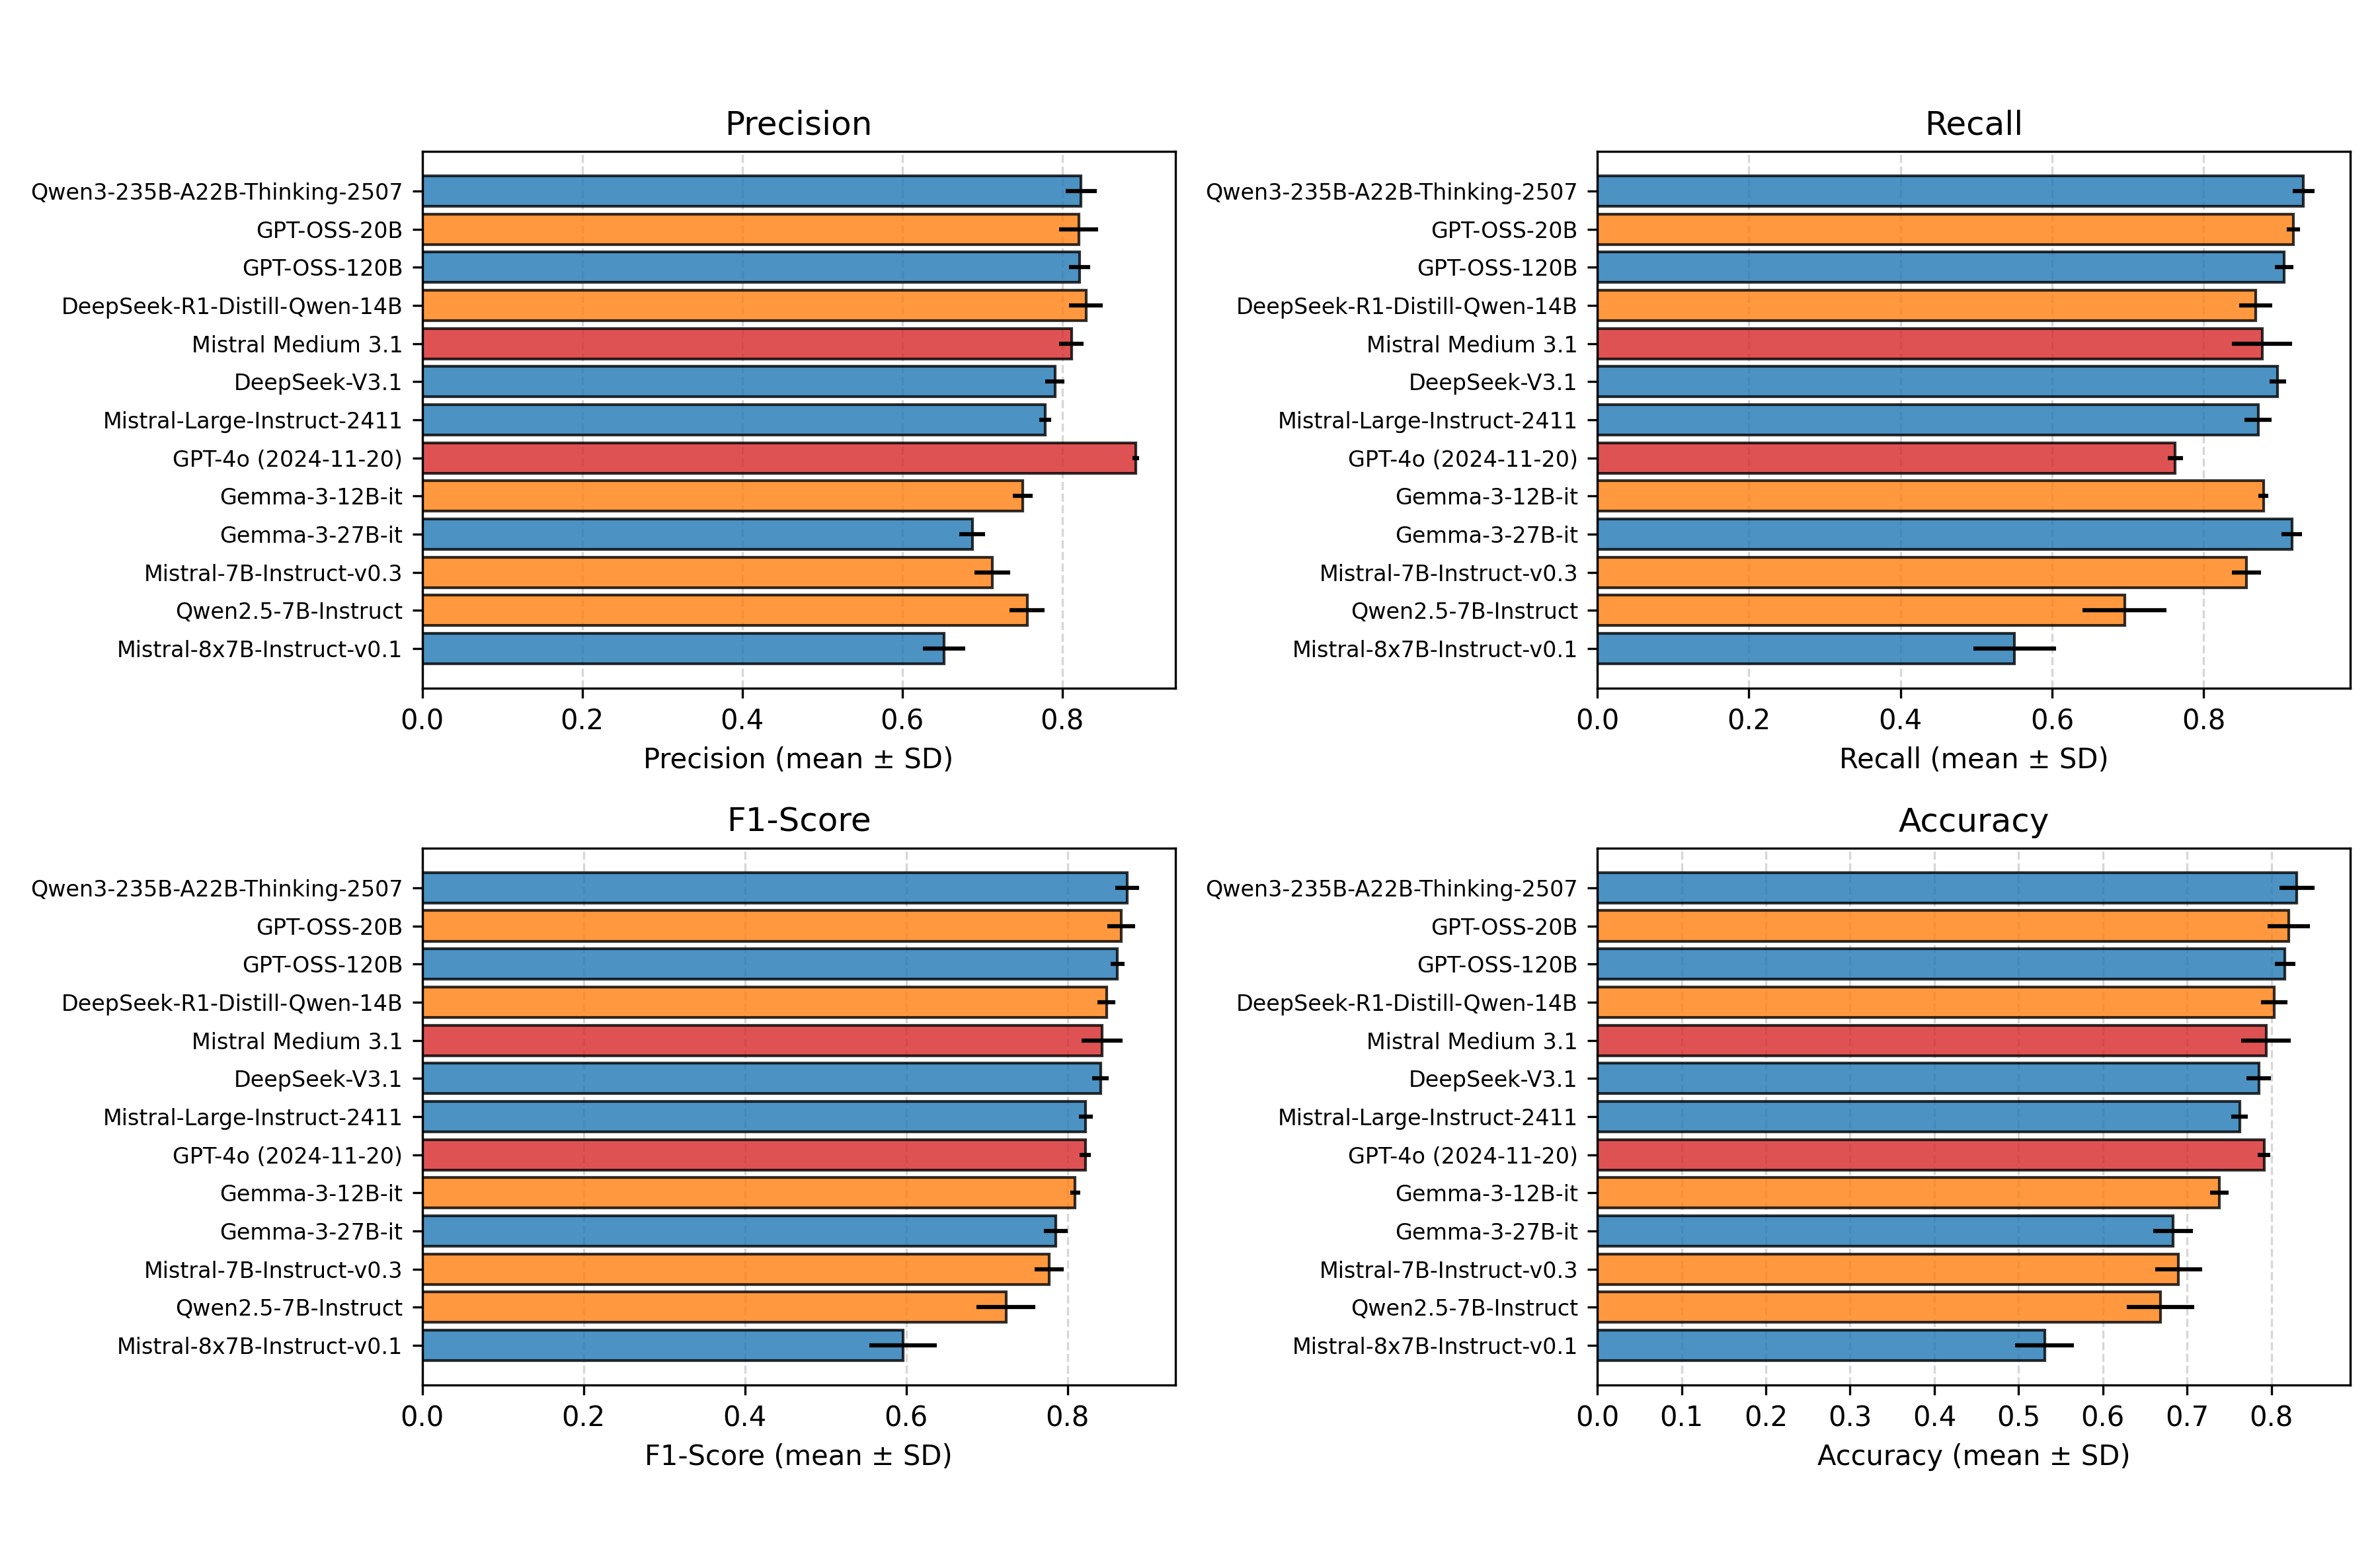 Precision
Qwen3-235B-A22B-Thinking-2507
GPT-OSS-20B
GPT-OSS-120B
DeepSeek-R1-Distill-Qwen-14B
Mistral Medium 3.1
DeepSeek-V3.1
Mistral-Large-Instruct-2411
GPT-4o (2024-11-20)
Gemma-3-12B-it
Gemma-3-27B-it
Mistral-7B-Instruct-v0.3
Qwen2.5-7B-Instruct
Mistral-8x7B-Instruct-v0.1
0.0 0.2 0.4 0.6 0.8
Precision (mean ± SD)
Recall
Qwen3-235B-A22B-Thinking-2507
GPT-OSS-20B
GPT-OSS-120B
DeepSeek-R1-Distill-Qwen-14B
Mistral Medium 3.1
DeepSeek-V3.1
Mistral-Large-Instruct-2411
GPT-4o (2024-11-20)
Gemma-3-12B-it
Gemma-3-27B-it
Mistral-7B-Instruct-v0.3
Qwen2.5-7B-Instruct
Mistral-8x7B-Instruct-v0.1
0.0 0.2 0.4 0.6 0.8
Recall (mean ± SD)
F1-Score
Qwen3-235B-A22B-Thinking-2507
GPT-OSS-20B
GPT-OSS-120B
DeepSeek-R1-Distill-Qwen-14B
Mistral Medium 3.1
DeepSeek-V3.1
Mistral-Large-Instruct-2411
GPT-4o (2024-11-20)
Gemma-3-12B-it
Gemma-3-27B-it
Mistral-7B-Instruct-v0.3
Qwen2.5-7B-Instruct
Mistral-8x7B-Instruct-v0.1
0.0 0.2 0.4 0.6 0.8
F1-Score (mean ± SD)
Accuracy
Qwen3-235B-A22B-Thinking-2507
GPT-OSS-20B
GPT-OSS-120B
DeepSeek-R1-Distill-Qwen-14B
Mistral Medium 3.1
DeepSeek-V3.1
Mistral-Large-Instruct-2411
GPT-4o (2024-11-20)
Gemma-3-12B-it
Gemma-3-27B-it
Mistral-7B-Instruct-v0.3
Qwen2.5-7B-Instruct
Mistral-8x7B-Instruct-v0.1
0.0 0.1 0.2 0.3 0.4 0.5 0.6 0.7 0.8
Accuracy (mean ± SD)